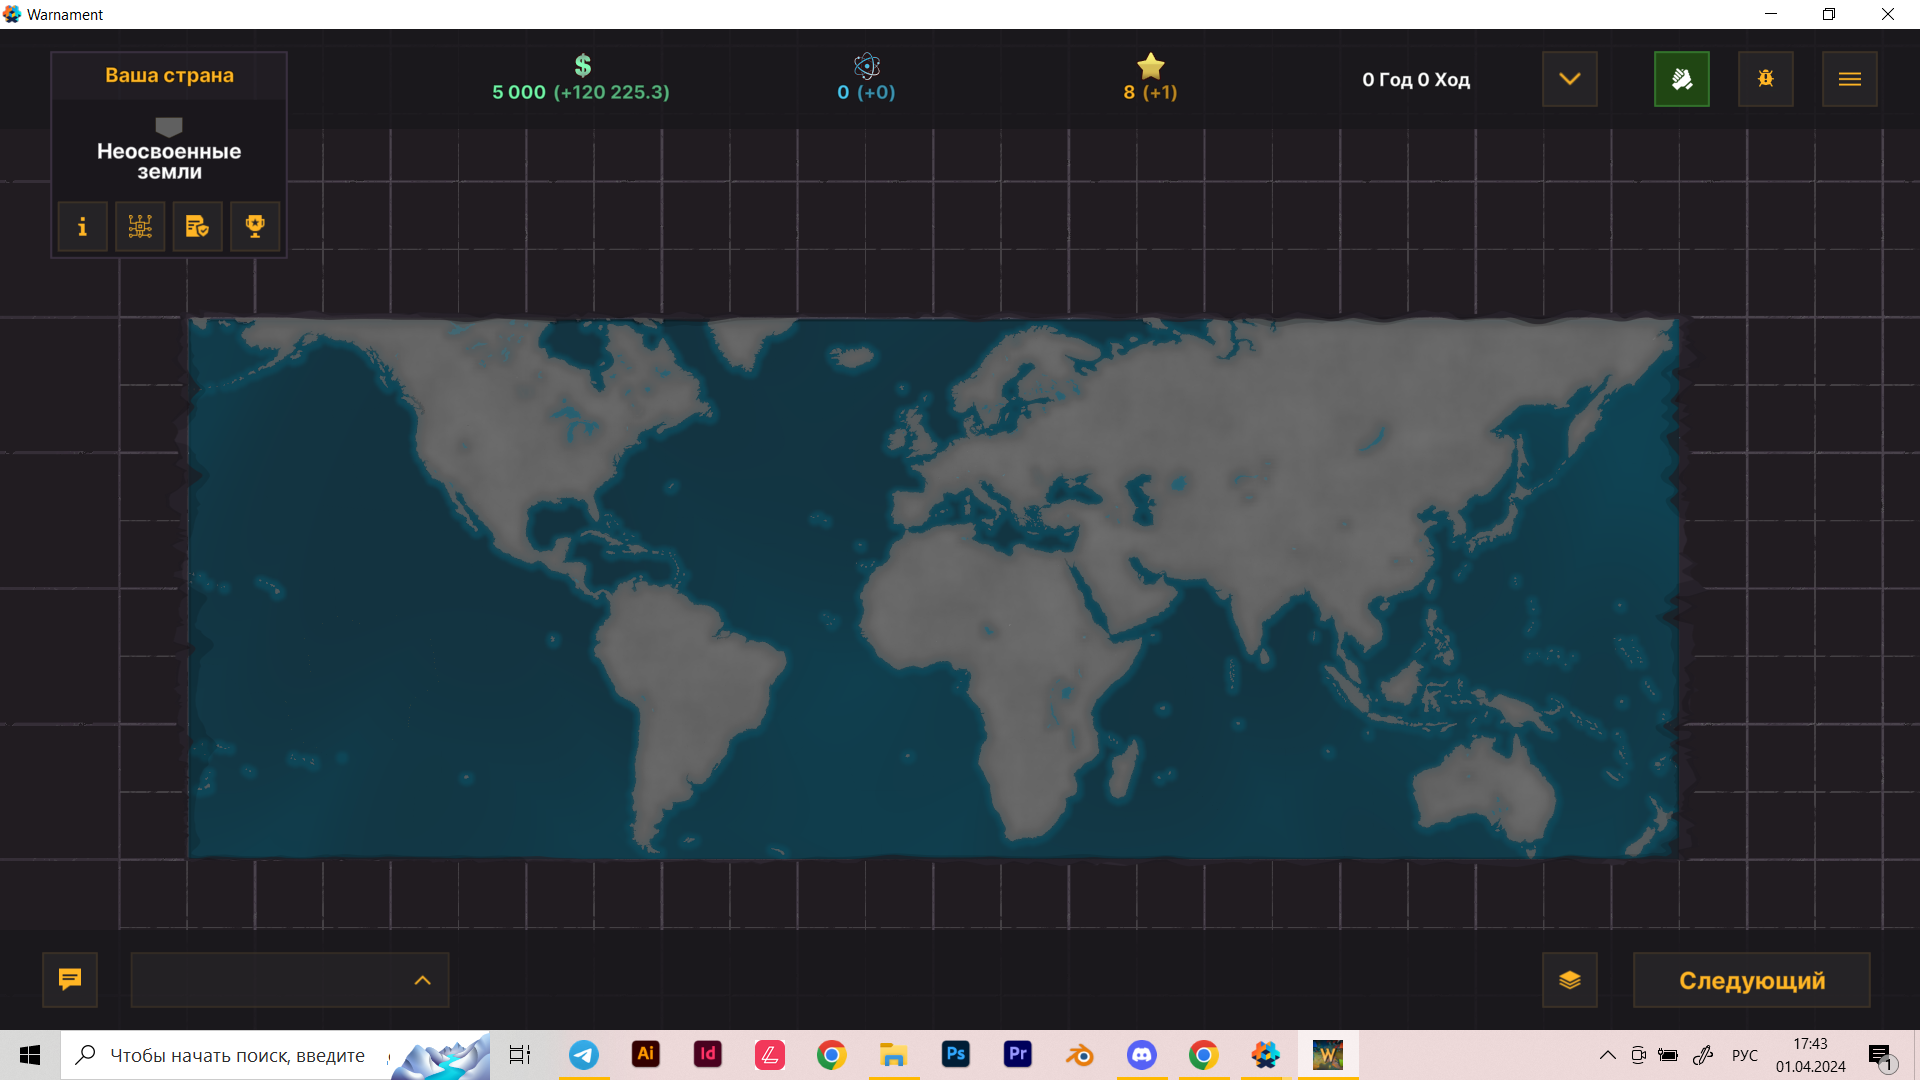 Warnament
Ваша страна
Неосвоенные
земли
5 000 (+120 225.3)
0 (+0)
8 (+1)
0 Год 0 Ход
Следующий
Чтобы начать поиск, введите
Ai
Id
Ps
Pr
W
РУС
17:43
01.04.2024
1